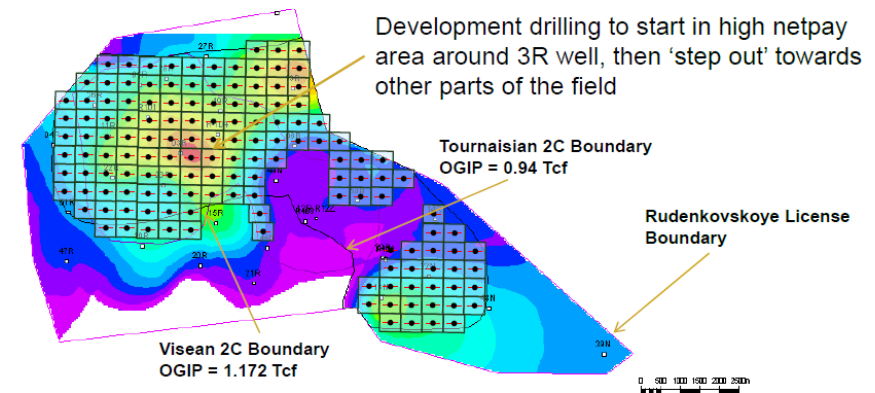 Development drilling to start in high netpay
area around 3R well, then ‘step out’ towards
other parts of the field
27R
Tournaisian 2C Boundary
OGIP = 0.94 Tcf
Rudenkovskoye License
Boundary
15R
47R
20R
21R
39N
Visean 2C Boundary
OGIP = 1.172 Tcf
0 500 1000 1500 2000 2500m